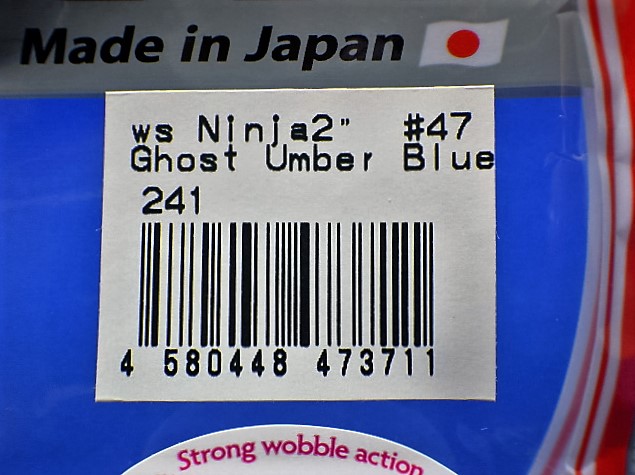 Made in Japan
ws Ninja2" #47
Ghost Umber Blue
241
4 580448 473711
Strong wobble action